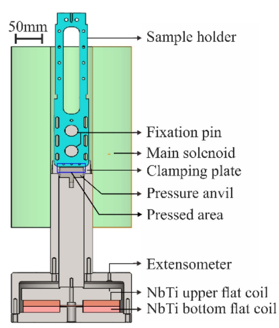 50mm
Sample holder
Fixation pin
Main solenoid
Clamping plate
Pressure anvil
Pressed area
Extensometer
NbTi upper flat coil
NbTi bottom flat coil